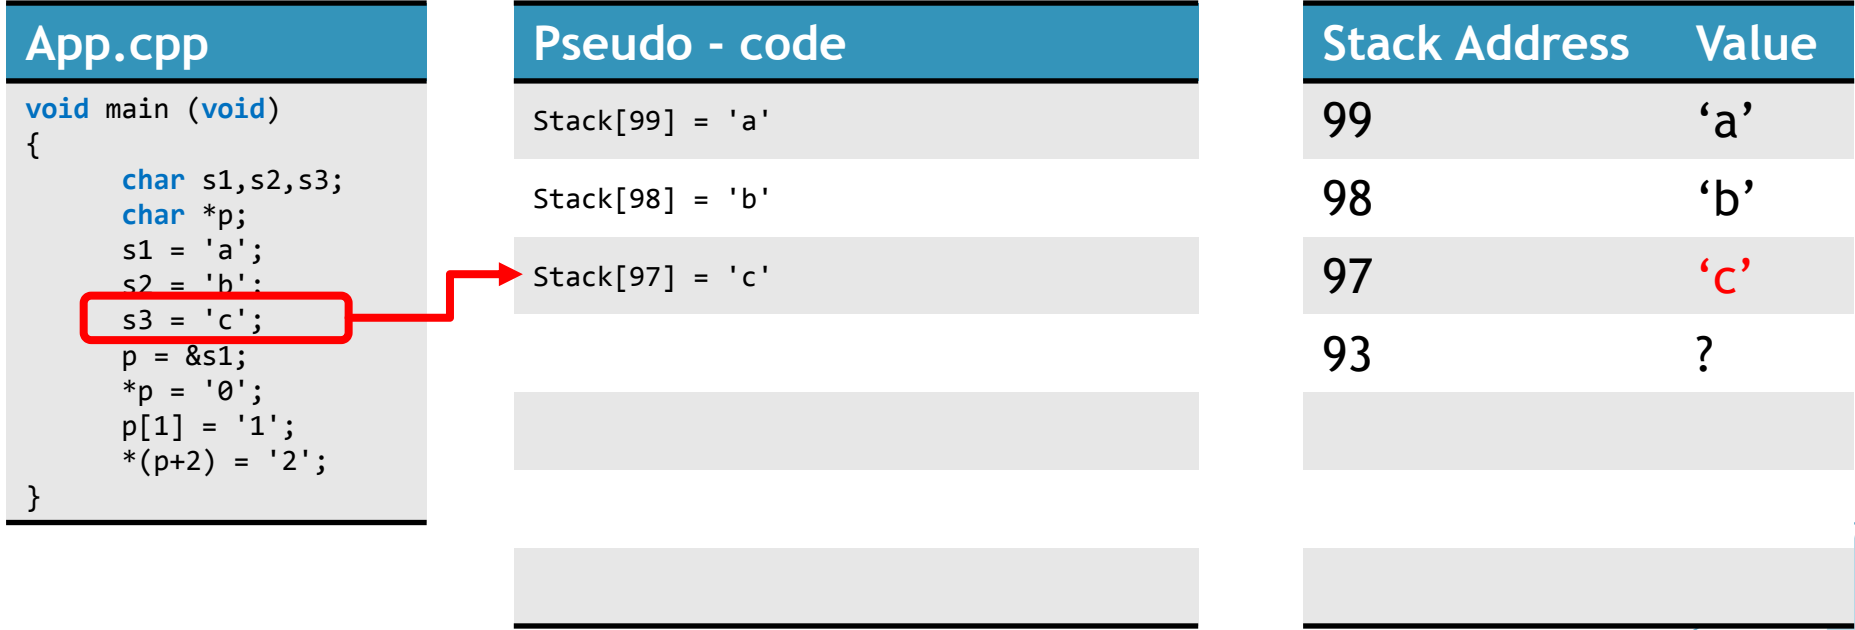 App.cpp
void main (void)
{
char s1,s2,s3;
char *p;
s1 = 'a';
s2 = 'b';
s3 = 'c';
p = &s1;
*p = '0';
p[1] = '1';
*(p+2) = '2';
}
Pseudo - code
Stack[99] = 'a'
Stack[98] = 'b'
Stack[97] = 'c'
Stack Address Value
99 ‘a’
98 ‘b’
97 ‘c’
93 ?